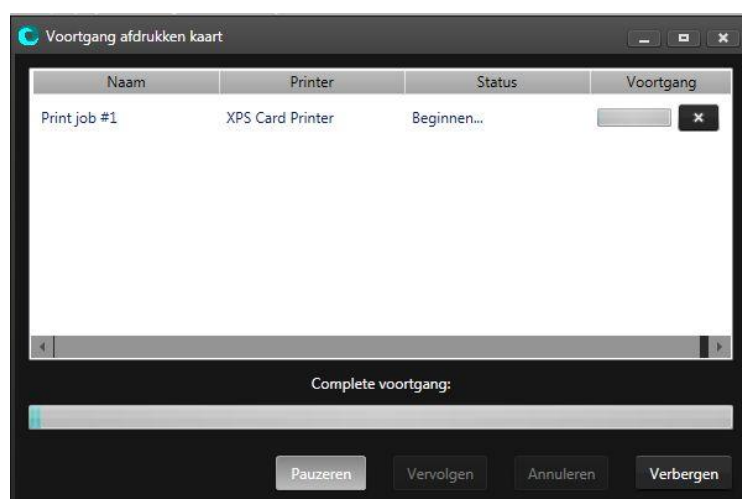 Voortgang afdrukken kaart
Naam Printer Status Voortgang
Print job #1 XPS Card Printer Beginnen...
Complete voortgang:
Pauzeren Vervolgen Annuleren Verbergen